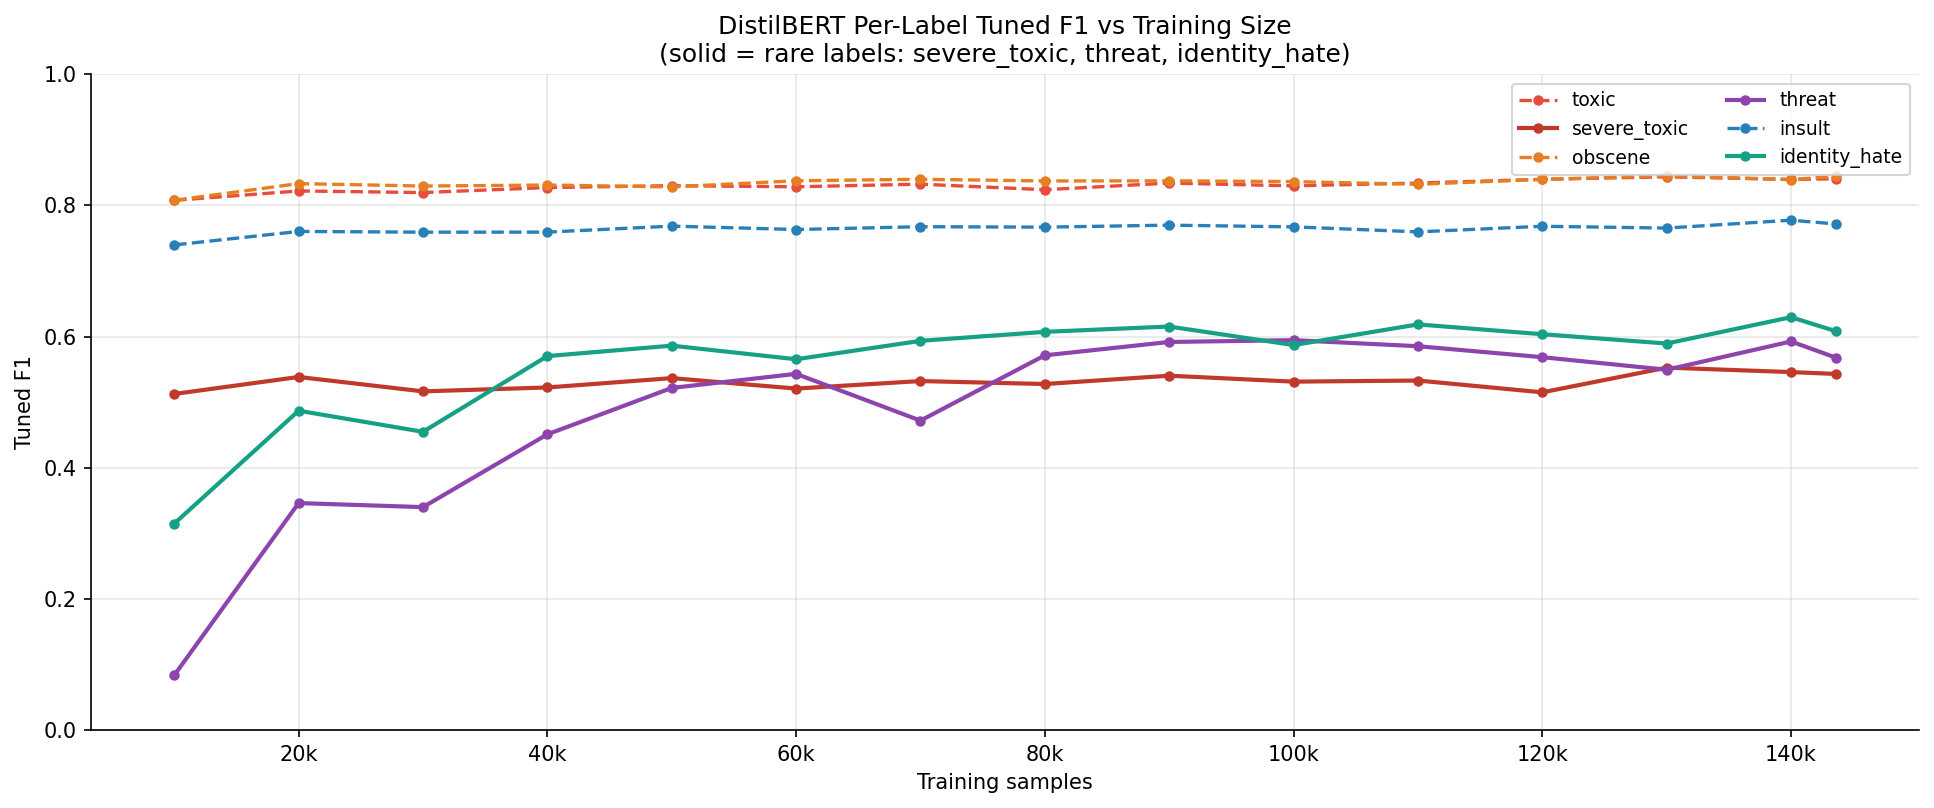 DistilBERT Per-Label Tuned F1 vs Training Size
(solid = rare labels: severe_toxic, threat, identity_hate)
toxic
severe_toxic
obscene
threat
insult
identity_hate
Tuned F1
1.0
0.8
0.6
0.4
0.2
0.0
20k
40k
60k
80k
100k
120k
140k
Training samples